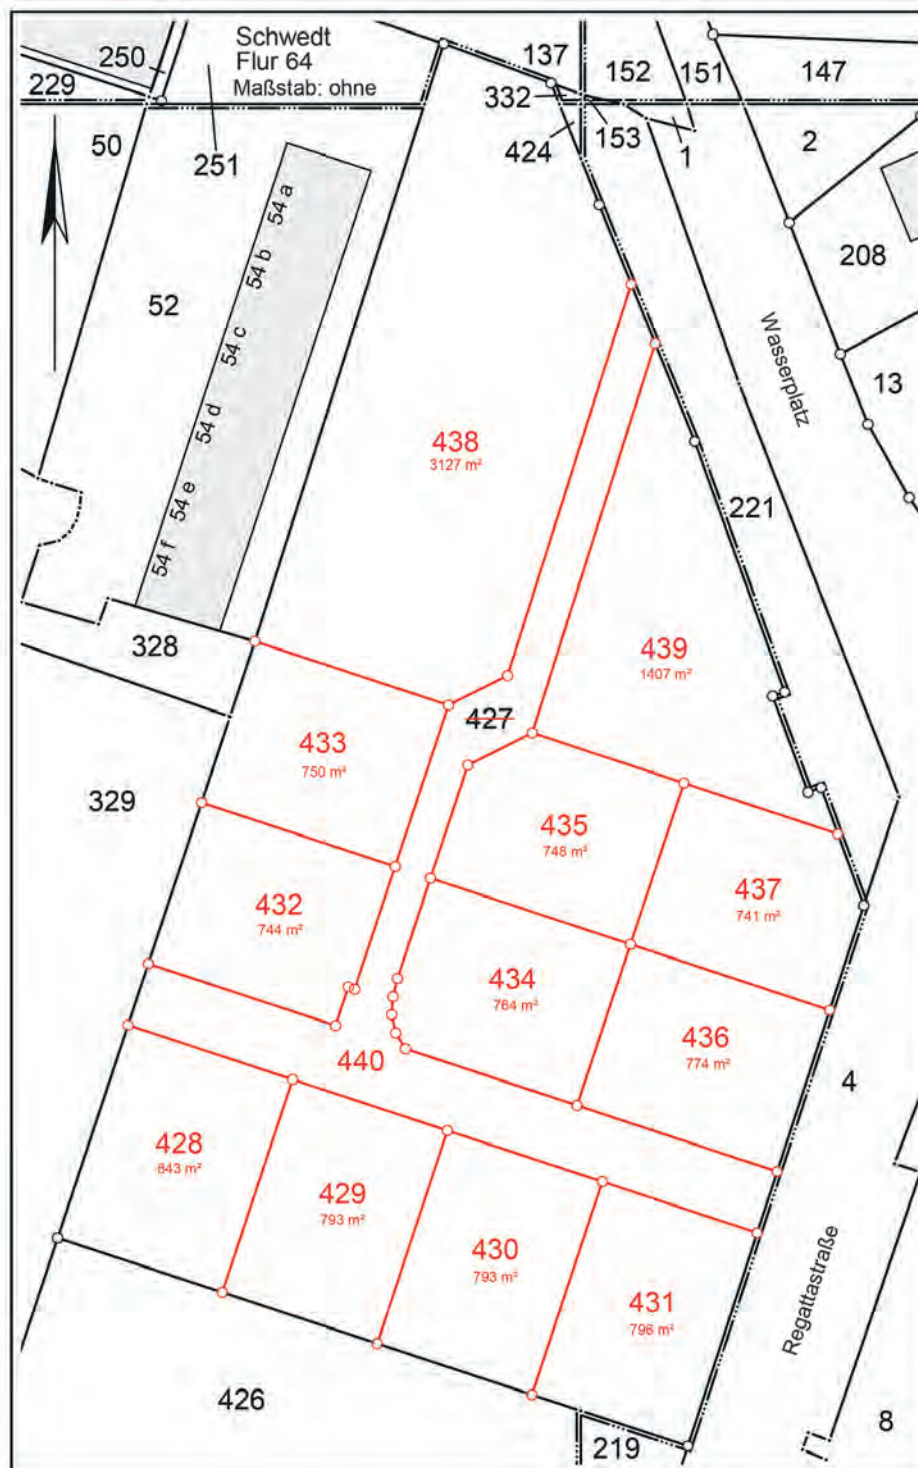 250
Schwedt
Flur 64
Maßstab: ohne
137
152
151
147
229
332
153
50
424
1
2
251
54 a
208
54 b
52
54 c
Wasserplatz
13
54 d
438
3127 m²
54 e
221
54 f
328
439
1407 m²
427
433
750 m²
329
435
748 m²
437
741 m²
432
744 m²
434
764 m²
436
774 m²
440
4
428
843 m²
429
793 m²
430
793 m²
431
796 m²
Regattastraße
426
219
8